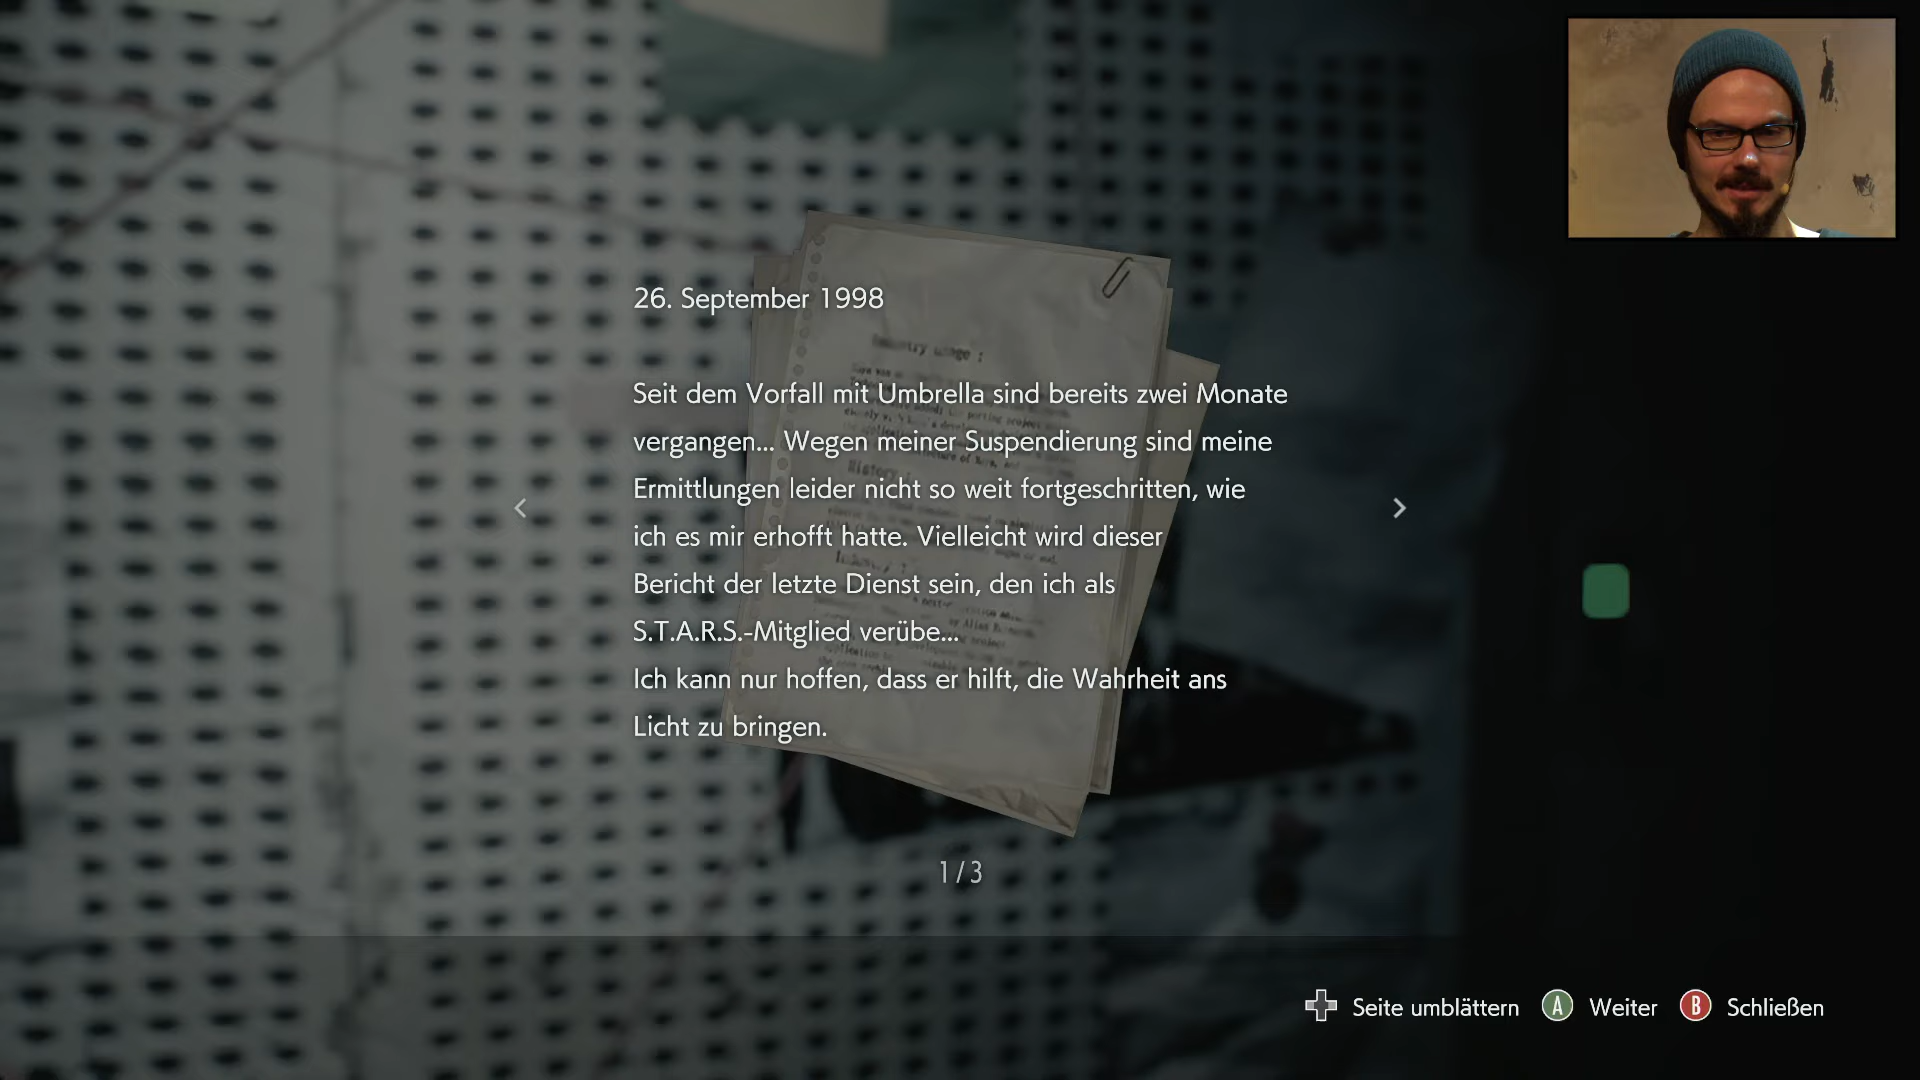 26. September 1998
Seit dem Vorfall mit Umbrella sind bereits zwei Monate
vergangen... Wegen meiner Suspendierung sind meine
Ermittlungen leider nicht so weit fortgeschritten, wie
ich es mir erhofft hatte. Vielleicht wird dieser
Bericht der letzte Dienst sein, den ich als
S.T.A.R.S.-Mitglied verübe...
Ich kann nur hoffen, dass er hilft, die Wahrheit ans
Licht zu bringen.
1/3
Seite umblättern A Weiter B Schließen